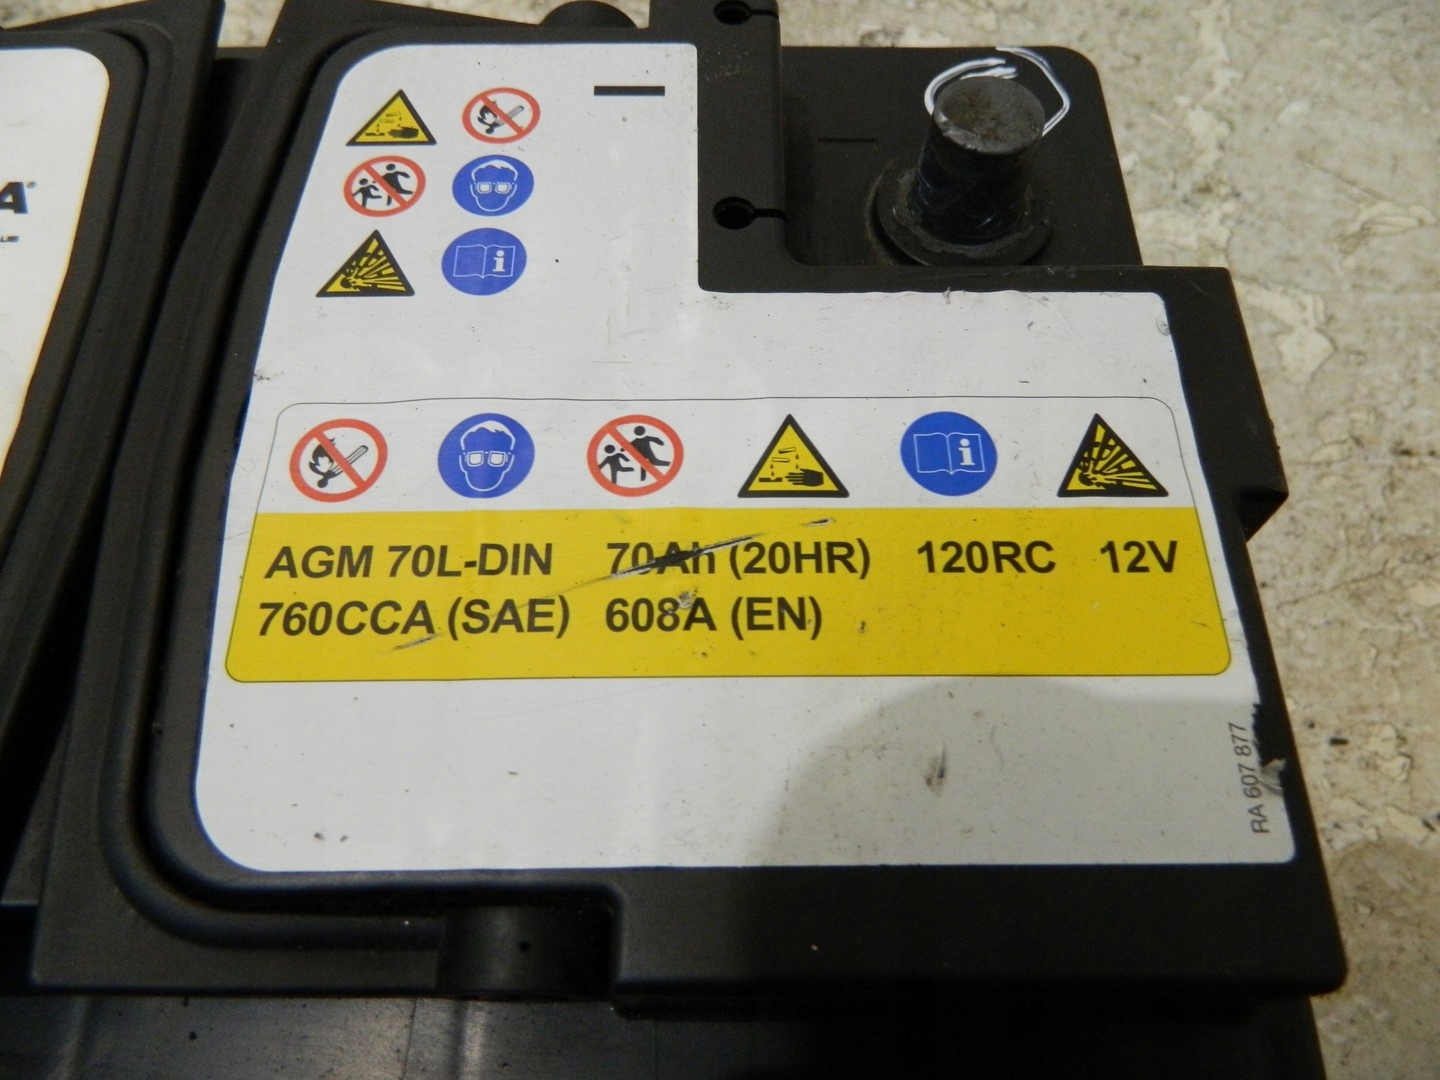 AGM 70L-DIN 70Ah (20HR) 120RC 12V
760CCA (SAE) 608A (EN)
RA 607 877